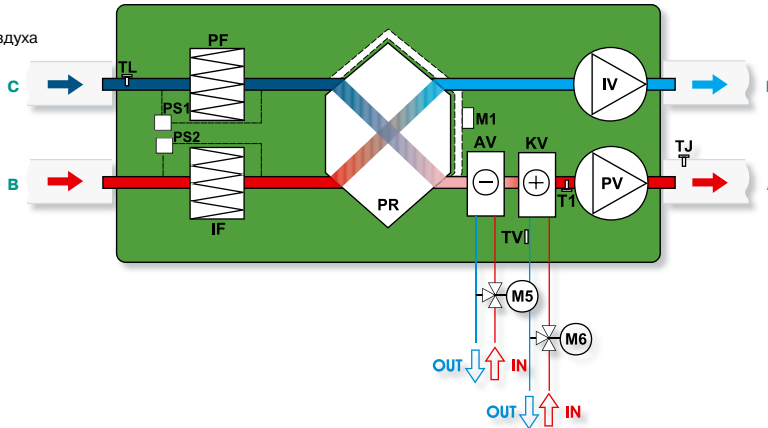 здуха
PF
TL
C
IV
PS1
M1
PS2
AV
KV
TJ
B
PV
T1
PR
IF
TV
M5
M6
OUT
IN
OUT
IN